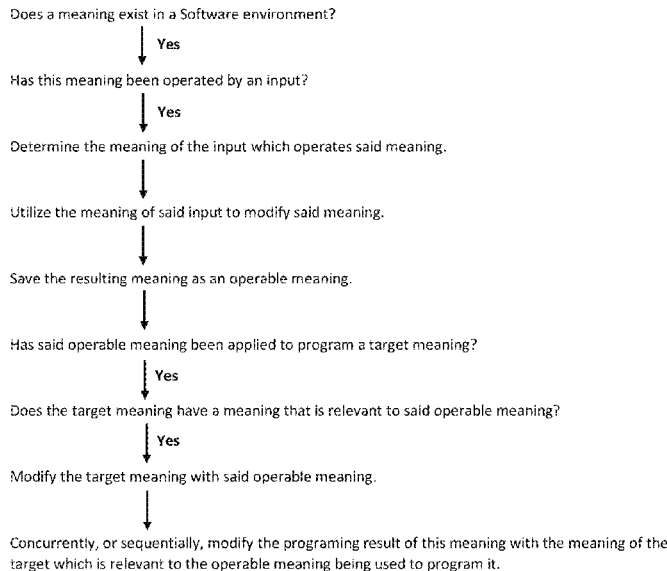 Does a meaning exist in a Software environment?
Yes
Has this meaning been operated by an input?
Yes
Determine the meaning of the input which operates said meaning.
Utilize the meaning of said input to modify said meaning.
Save the resulting meaning as an operable meaning.
Has said operable meaning been applied to program a target meaning?
Yes
Does the target meaning have a meaning that is relevant to said operable meaning?
Yes
Modify the target meaning with said operable meaning.
Concurrently, or sequentially, modify the programing result of this meaning with the meaning of the
target which is relevant to the operable meaning being used to program it.